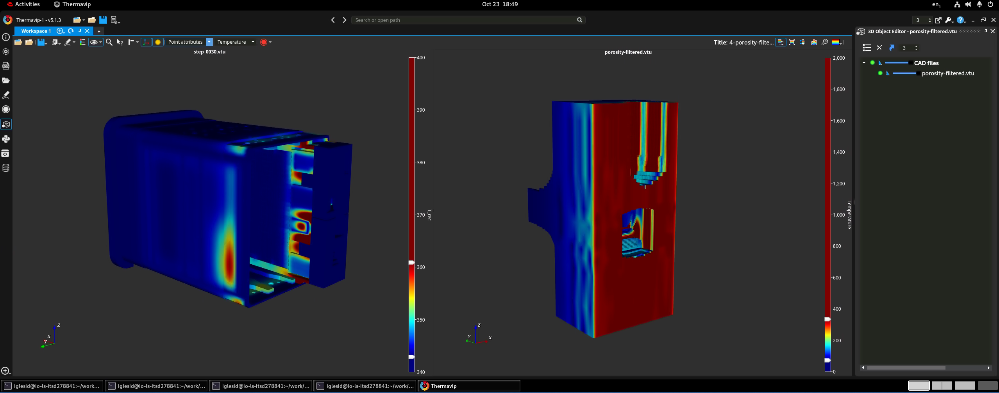 Activities
Thermavip
Oct 23 18:49
en1
Thermavip-1 - v5.1.3
Search or open path
3
Workspace 1
+
Point attributes
Temperature
Title: 4-porosity-filte...
3D Object Editor - porosity-filtered.vtu
LOG
3
CAD files
porosity-filtered.vtu
step_0030.vtu
400
390
380
370
360
350
340
T_rec
Z
X
Y
porosity-filtered.vtu
2,000
1,800
1,600
1,400
1,200
1,000
800
600
400
200
0
Temperature
Z
Y
X
iglesid@io-ls-itsd278841:~/work...
iglesid@io-ls-itsd278841:~/work/...
iglesid@io-ls-itsd278841:~/work/...
iglesid@io-ls-itsd278841:~/work/...
Thermavip